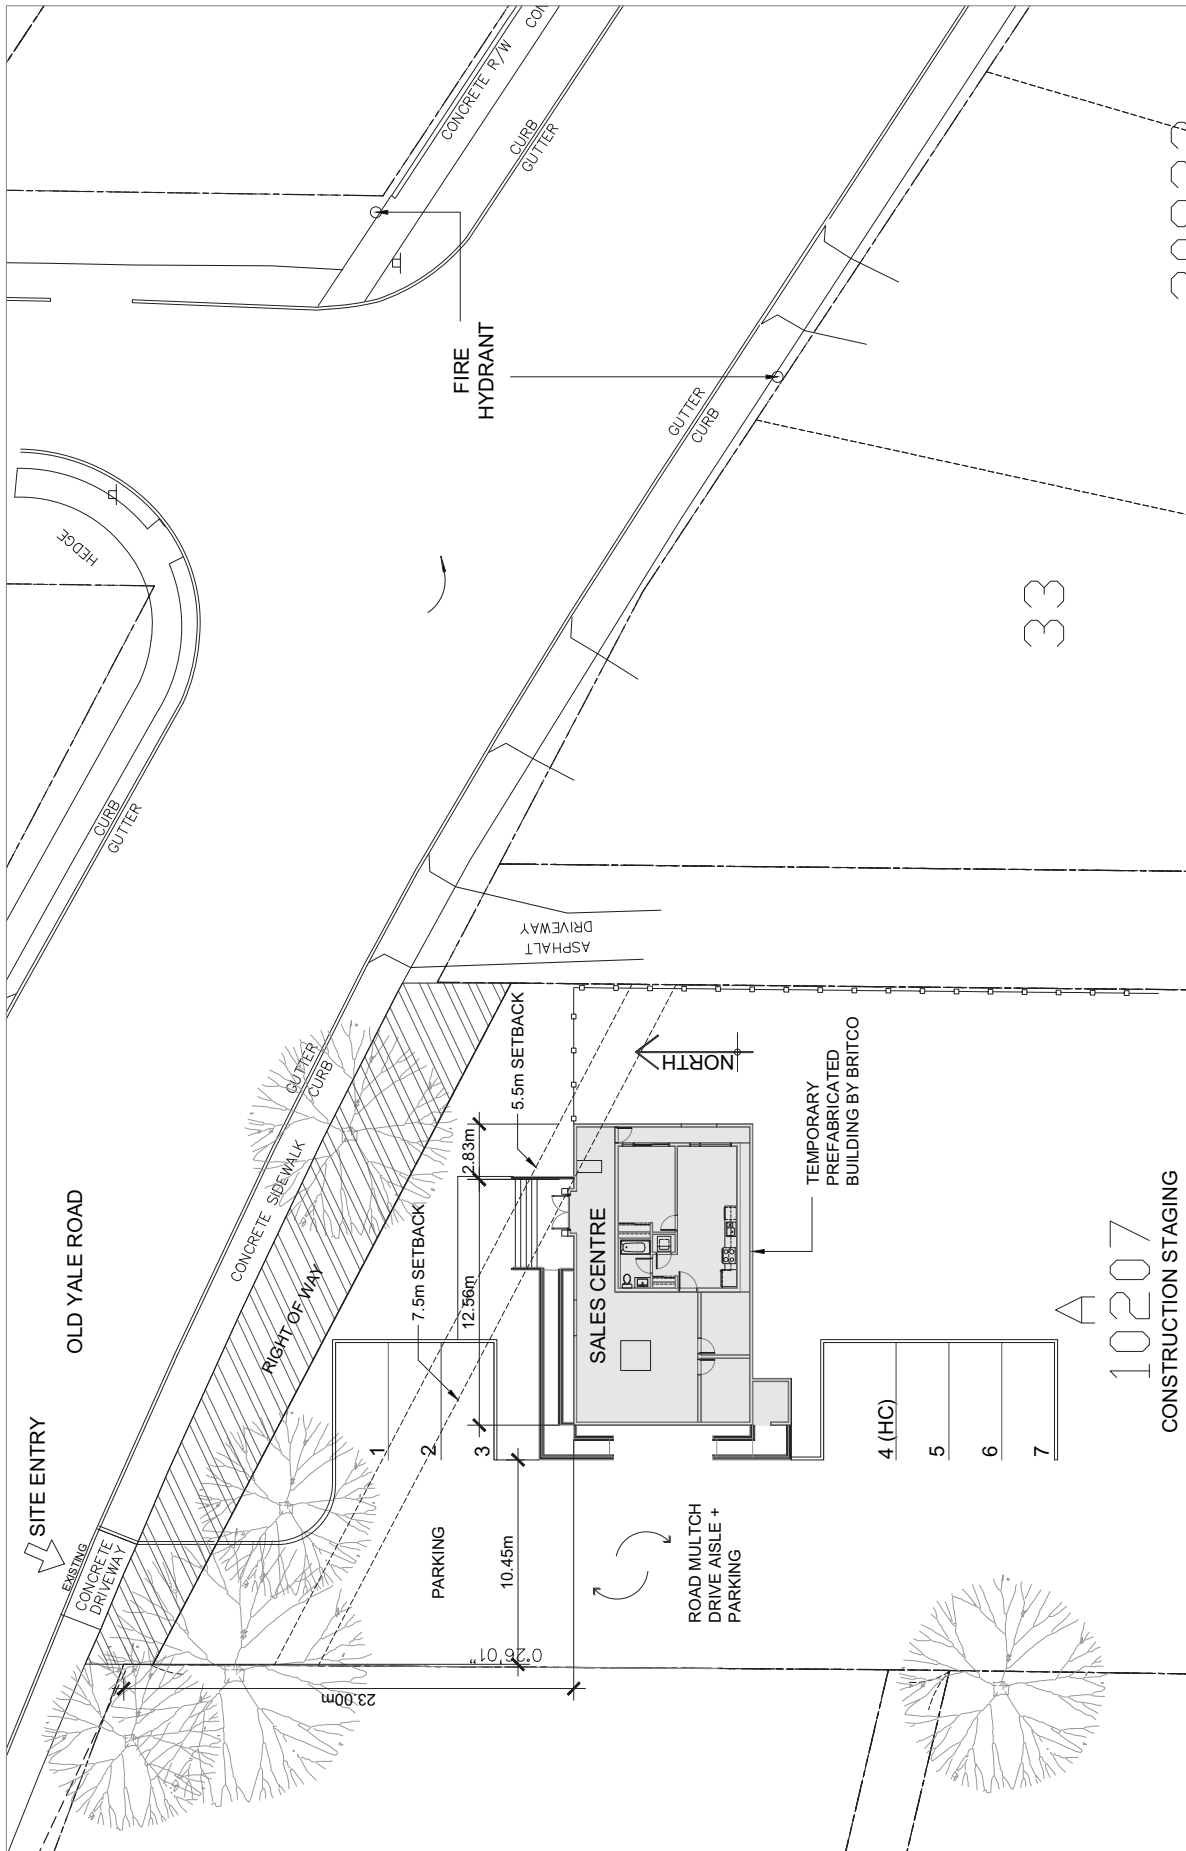 OLD YALE ROAD
SITE ENTRY
EXISTING
CONCRETE
DRIVEWAY
CONCRETE SIDEWALK
RIGHT OF WAY
GUTTER
CURB
CURB
GUTTER
HEDGE
CONCRETE R/W
CURB
GUTTER
FIRE
HYDRANT
GUTTER
CURB
ASPHALT
DRIVEWAY
33
5.5m SETBACK
7.5m SETBACK
2.83m
12.56m
10.45m
23.00m
0°26'01"
NORTH
1
2
3
PARKING
SALES CENTRE
TEMPORARY
PREFABRICATED
BUILDING BY BRITCO
ROAD MULTCH
DRIVE AISLE +
PARKING
4 (HC)
5
6
7
A
10207
CONSTRUCTION STAGING